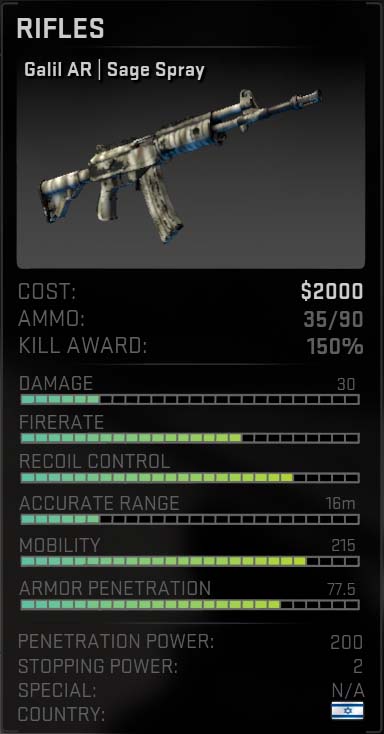 RIFLES
Galil AR | Sage Spray
COST: $2000
AMMO: 35/90
KILL AWARD: 150%
DAMAGE 30
FIRERATE
RECOIL CONTROL
ACCURATE RANGE 16m
MOBILITY 215
ARMOR PENETRATION 77.5
PENETRATION POWER: 200
STOPPING POWER: 2
SPECIAL: N/A
COUNTRY: